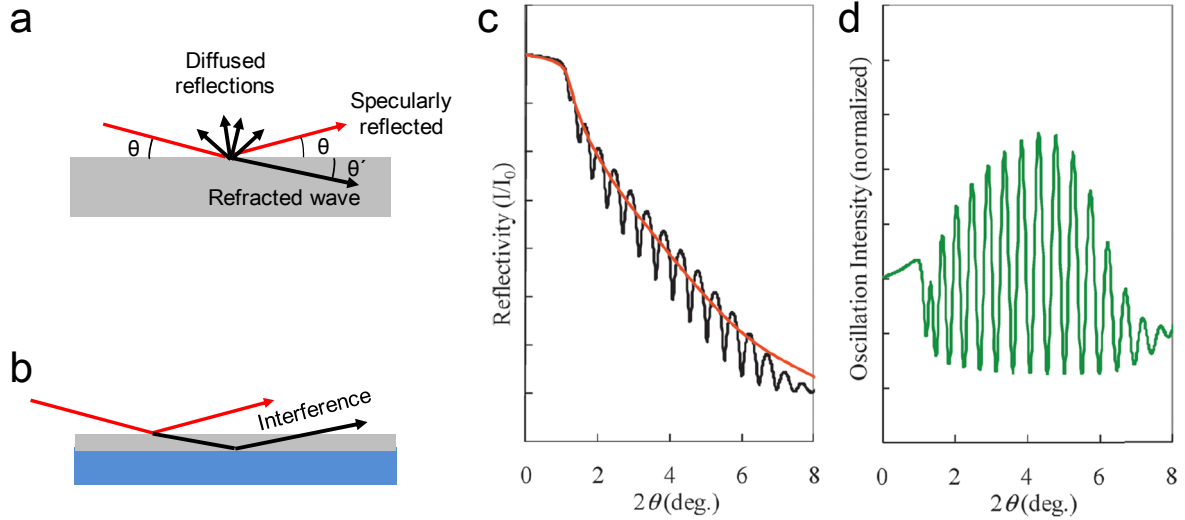 a
Diffused
reflections
Specularly
reflected
θ
θ
θ´
Refracted wave
b
Interference
c
Reflectivity (I/I0)
0
2
4
6
8
2θ (deg.)
d
Oscillation Intensity (normalized)
0
2
4
6
8
2θ (deg.)